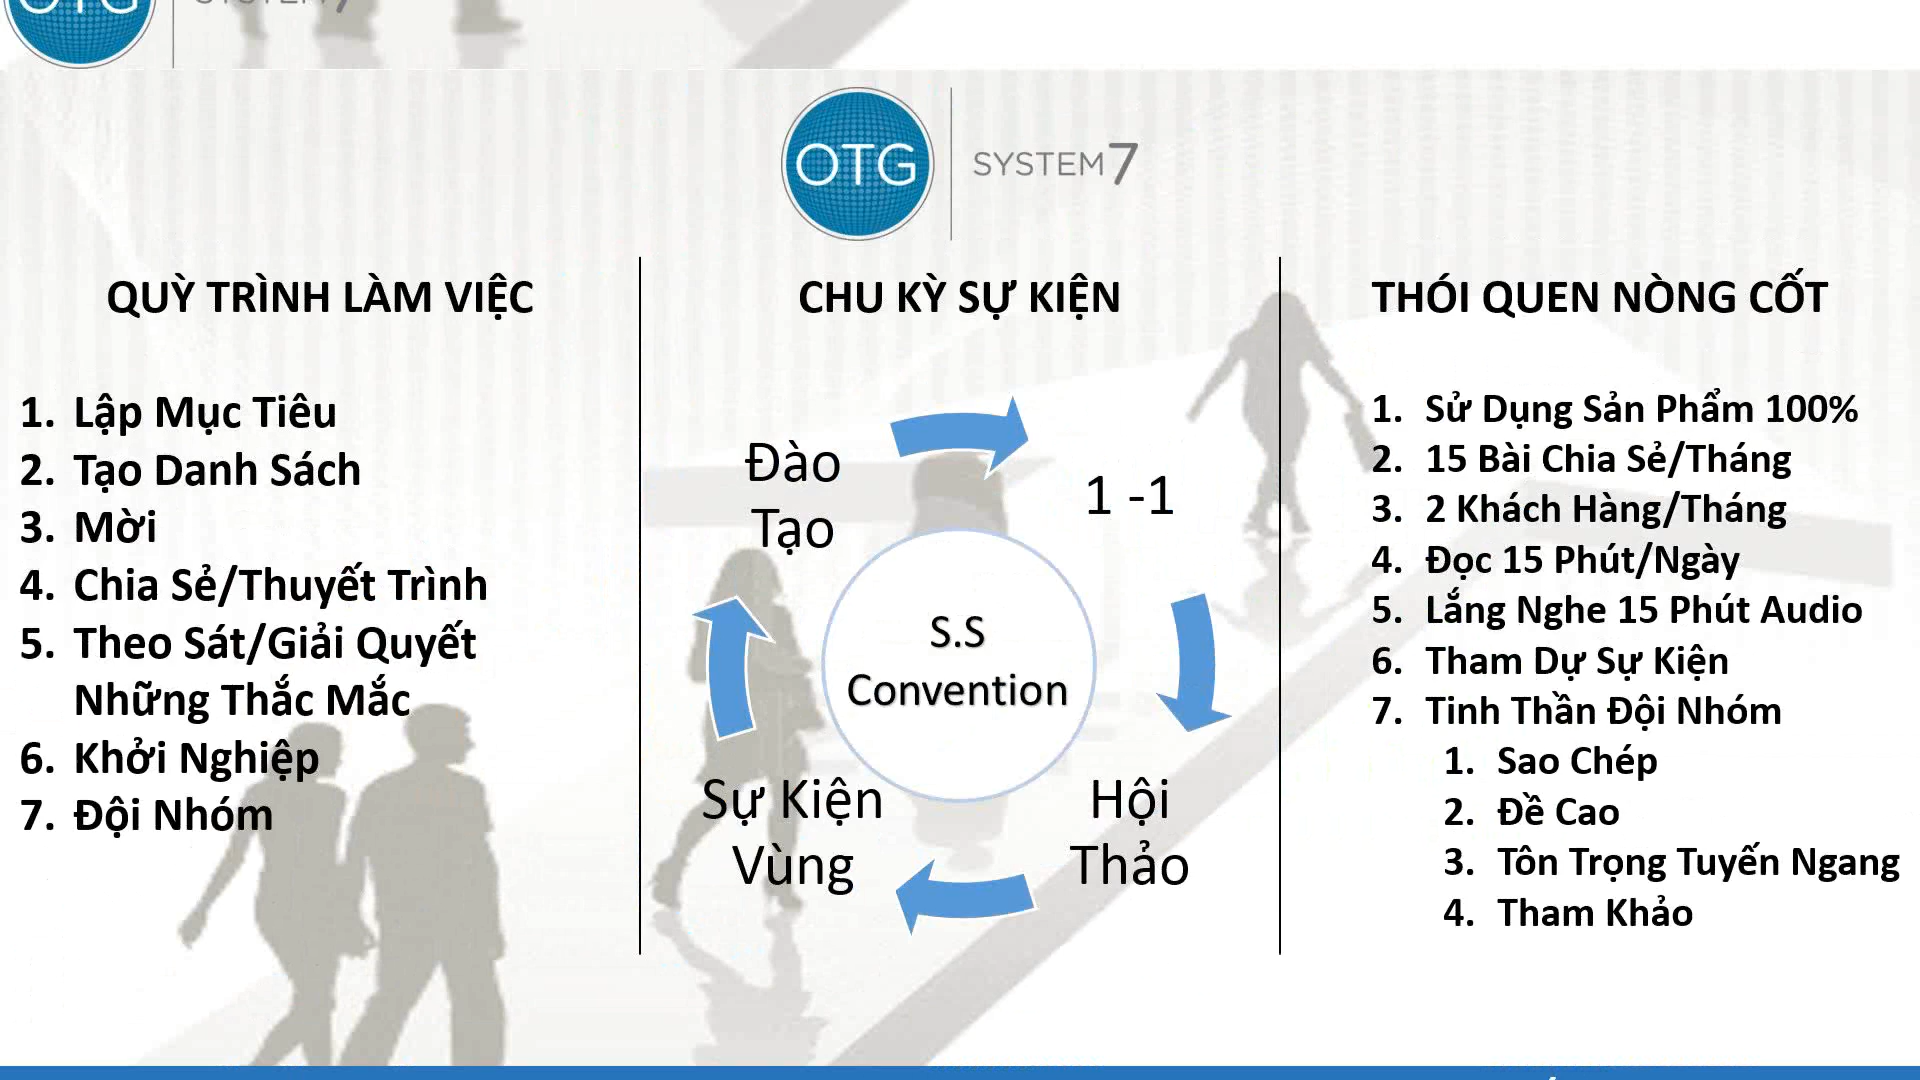 OTG SYSTEM7
OTG SYSTEM7
QUỲ TRÌNH LÀM VIỆC
1. Lập Mục Tiêu
2. Tạo Danh Sách
3. Mời
4. Chia Sẻ/Thuyết Trình
5. Theo Sát/Giải Quyết
Những Thắc Mắc
6. Khởi Nghiệp
7. Đội Nhóm
CHU KỲ SỰ KIỆN
Đào
Tạo
1 -1
S.S
Convention
Sự Kiện
Vùng
Hội
Thảo
THÓI QUEN NÒNG CỐT
1. Sử Dụng Sản Phẩm 100%
2. 15 Bài Chia Sẻ/Tháng
3. 2 Khách Hàng/Tháng
4. Đọc 15 Phút/Ngày
5. Lắng Nghe 15 Phút Audio
6. Tham Dự Sự Kiện
7. Tinh Thần Đội Nhóm
1. Sao Chép
2. Đề Cao
3. Tôn Trọng Tuyến Ngang
4. Tham Khảo